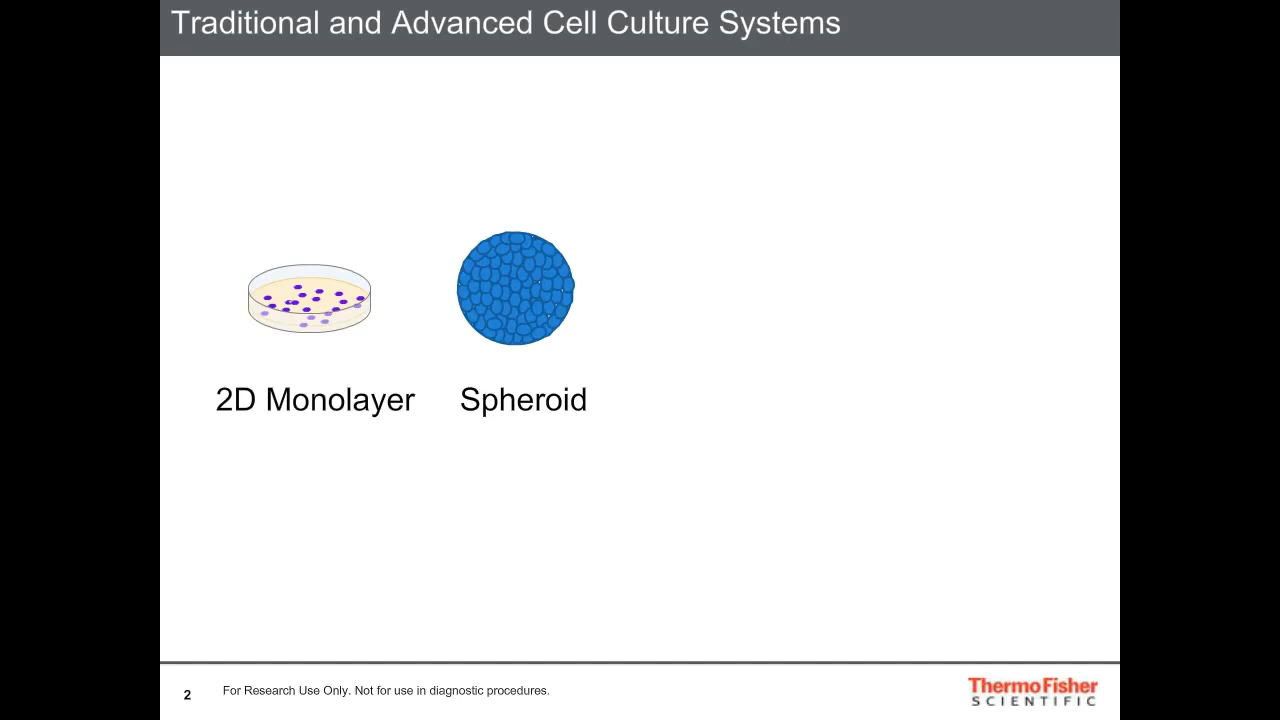 Traditional and Advanced Cell Culture Systems
2D Monolayer
Spheroid
2
For Research Use Only. Not for use in diagnostic procedures.
ThermoFisher
SCIENTIFIC